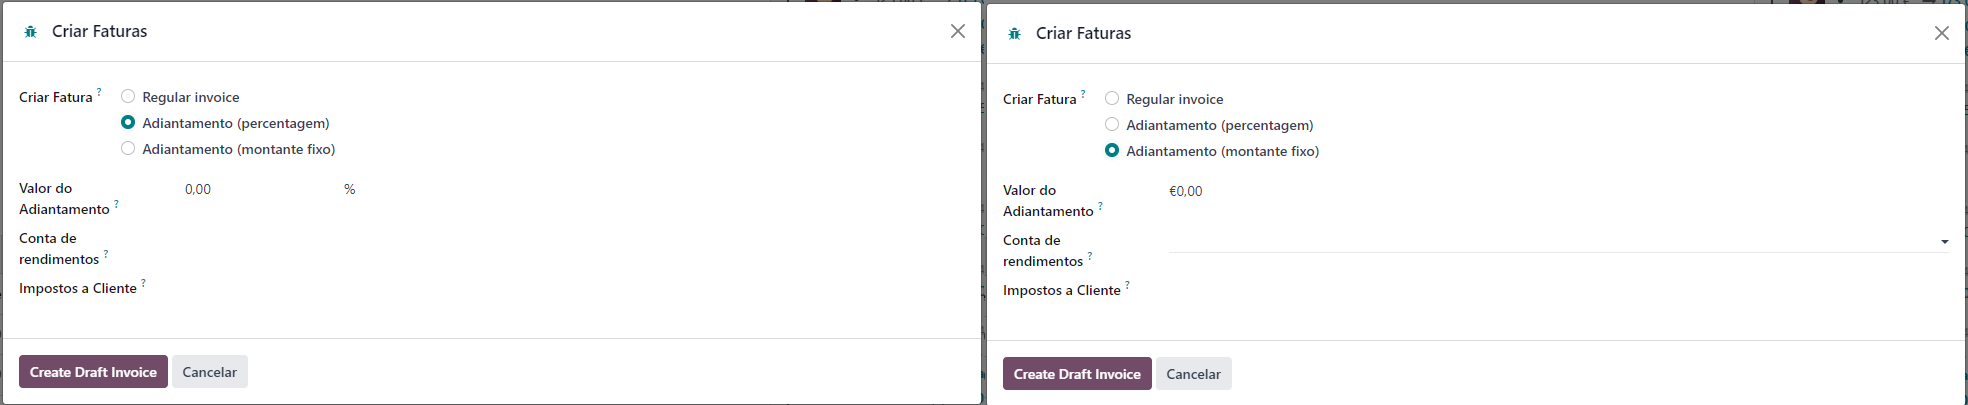 Criar Faturas
Criar Fatura ?
Regular invoice
Adiantamento (percentagem)
Adiantamento (montante fixo)
Valor do
Adiantamento ?
0,00 %
Conta de
rendimentos ?
Impostos a Cliente ?
Create Draft Invoice
Cancelar
Criar Faturas
Criar Fatura ?
Regular invoice
Adiantamento (percentagem)
Adiantamento (montante fixo)
Valor do
Adiantamento ?
€0,00
Conta de
rendimentos ?
Impostos a Cliente ?
Create Draft Invoice
Cancelar